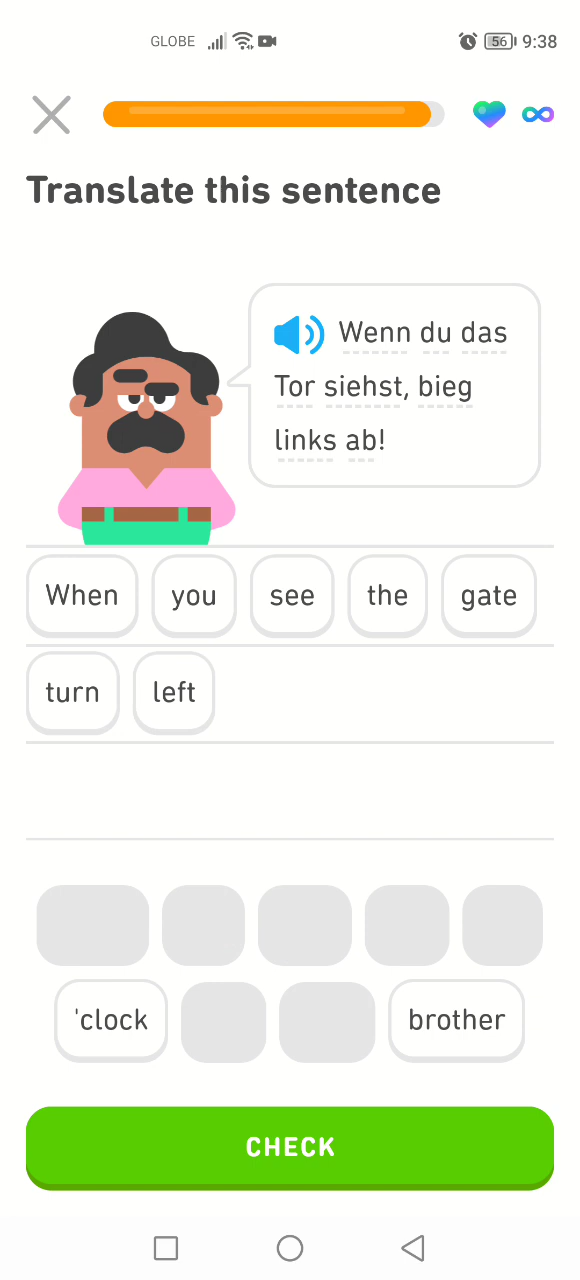 GLOBE 56 9:38
Translate this sentence
Wenn du das
Tor siehst, bieg
links ab!
When you see the gate
turn left
'clock brother
CHECK